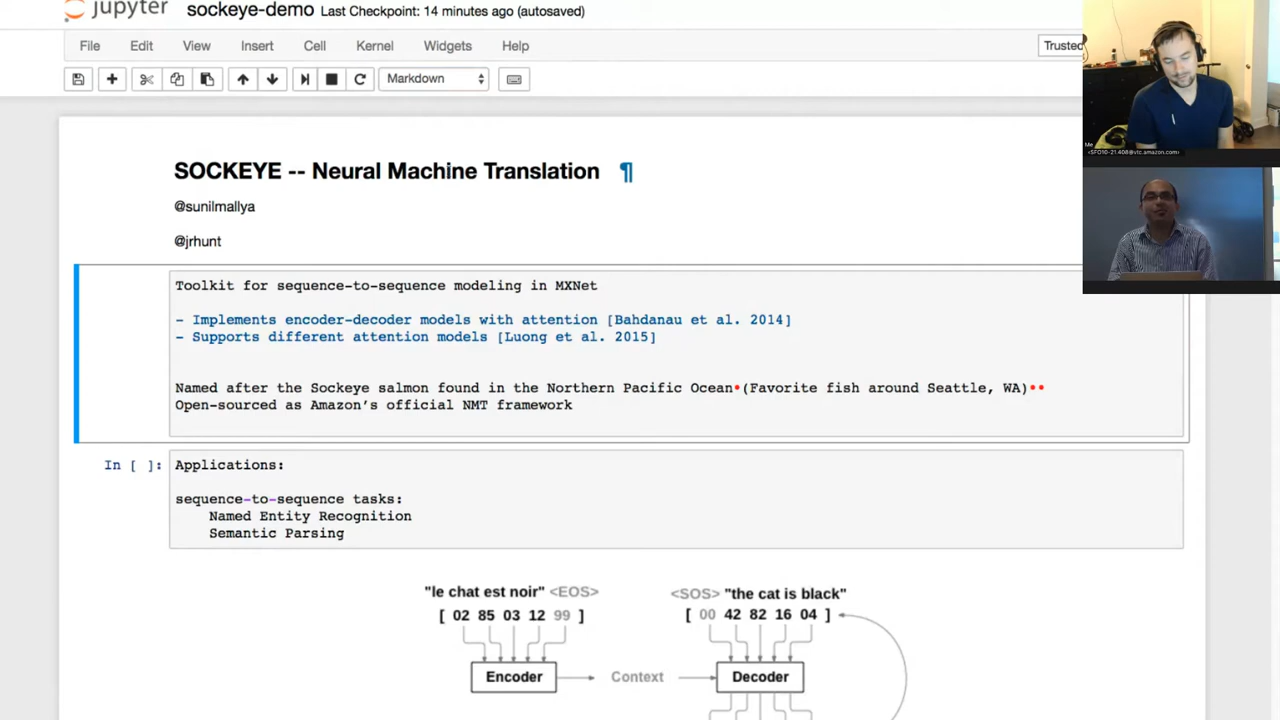 jupyter sockeye-demo Last Checkpoint: 14 minutes ago (autosaved)
File Edit View Insert Cell Kernel Widgets Help Trusted
Markdown
SOCKEYE -- Neural Machine Translation ¶
@sunilmallya
@jrhunt
Toolkit for sequence-to-sequence modeling in MXNet
- Implements encoder-decoder models with attention [Bahdanau et al. 2014]
- Supports different attention models [Luong et al. 2015]
Named after the Sockeye salmon found in the Northern Pacific Ocean•(Favorite fish around Seattle, WA)••
Open-sourced as Amazon's official NMT framework
In [ ]: Applications:
sequence-to-sequence tasks:
Named Entity Recognition
Semantic Parsing
"le chat est noir" <EOS> <SOS> "the cat is black"
[ 02 85 03 12 99 ] [ 00 42 82 16 04 ]
Encoder Context Decoder
Me